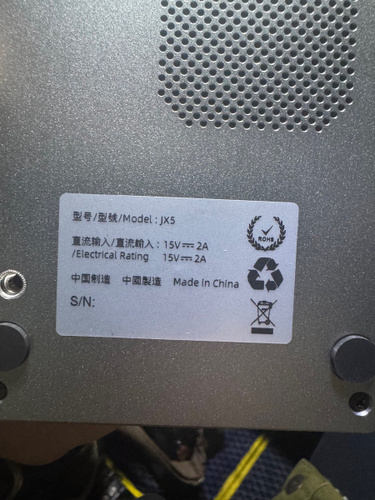 型号/型號/Model : JX5
直流输入/直流輸入 : 15V⎓2A
/Electrical Rating 15V⎓2A
中国制造 中國製造 Made in China
S/N:
ROHS